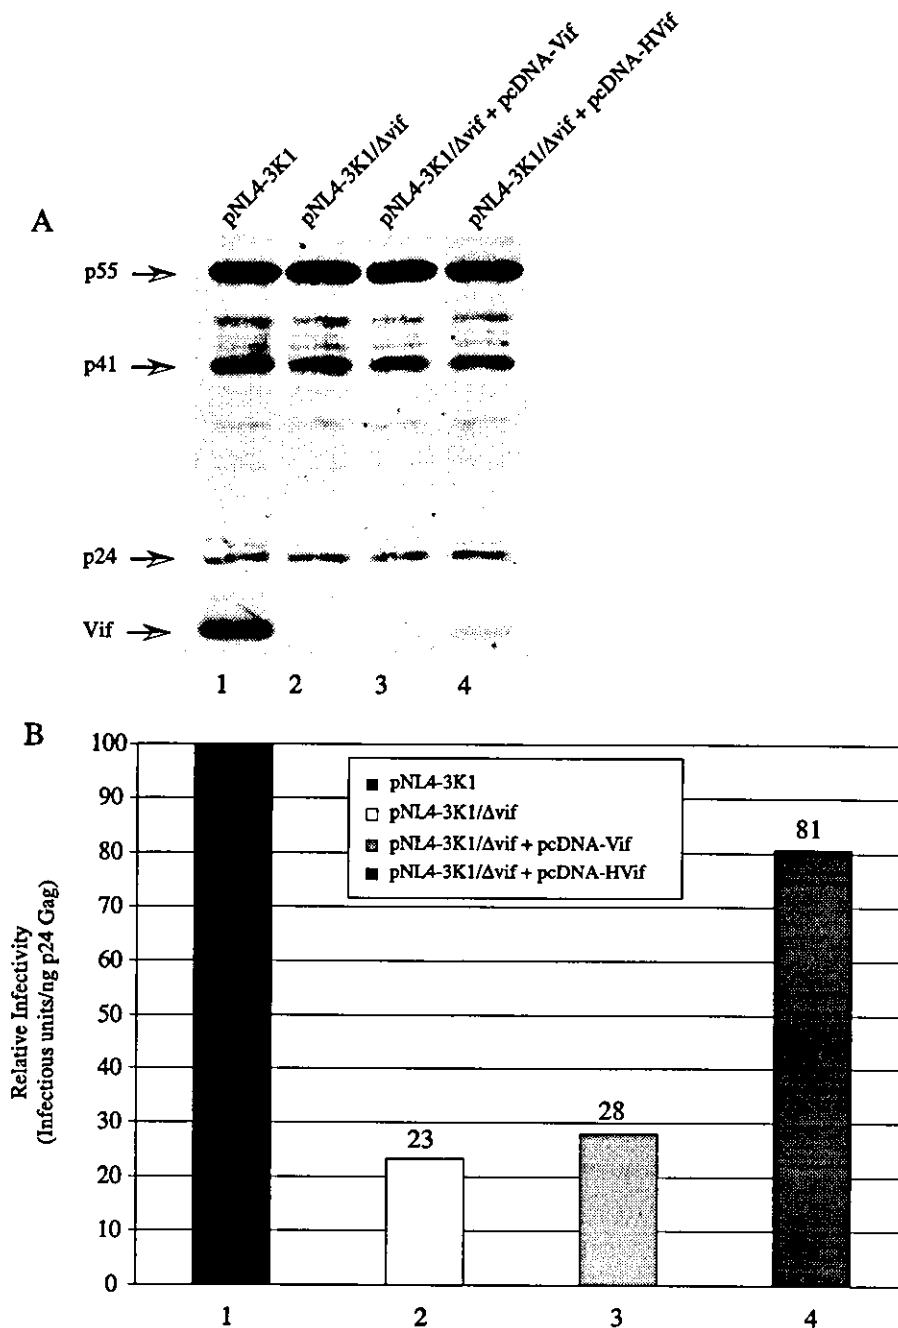 pNL4-3K1
pNL4-3K1/Δvif
pNL4-3K1/Δvif + pcDNA-Vif
pNL4-3K1/Δvif + pcDNA-HVif
A
p55
p41
p24
Vif
1 2 3 4
B
Relative Infectivity
(Infectious units/ng p24 Gag)
100
90
80
70
60
50
40
30
20
10
0
pNL4-3K1
pNL4-3K1/Δvif
pNL4-3K1/Δvif + pcDNA-Vif
pNL4-3K1/Δvif + pcDNA-HVif
23
28
81
1 2 3 4